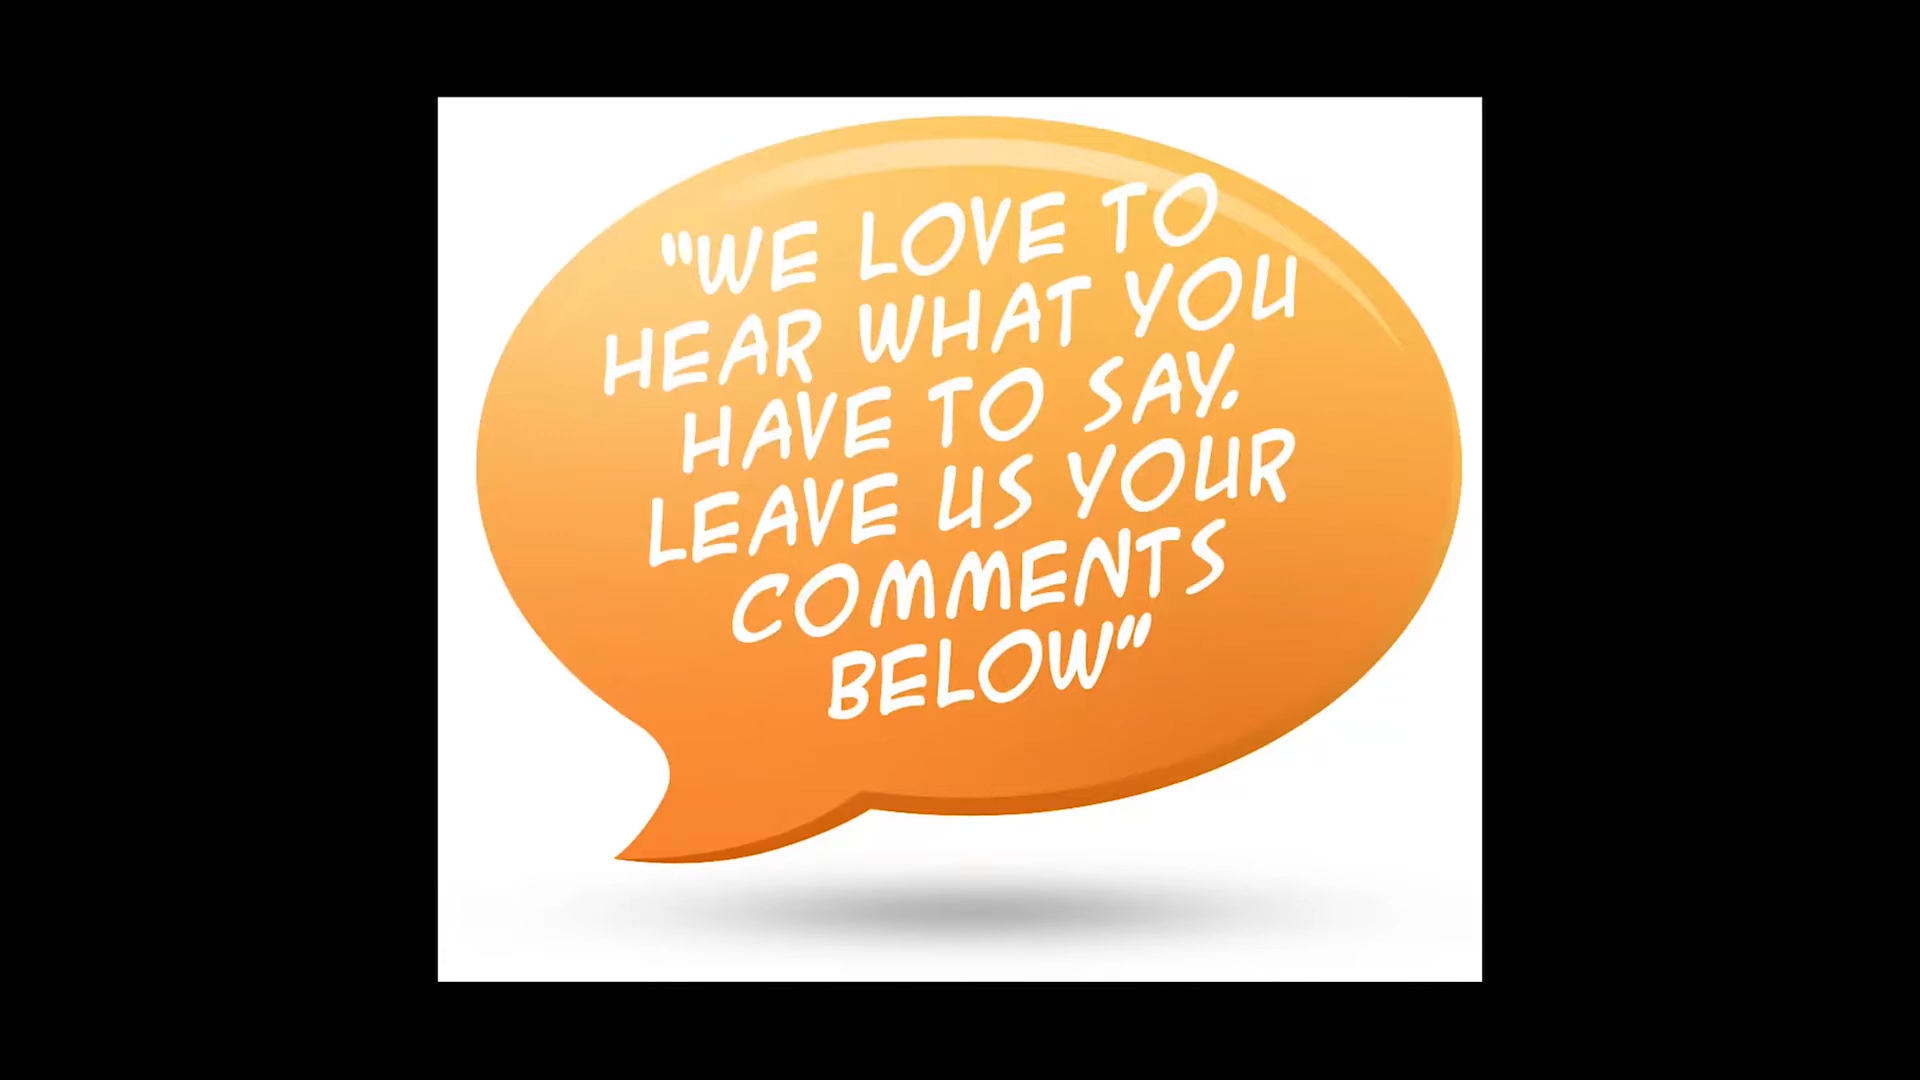 "WE LOVE TO
HEAR WHAT YOU
HAVE TO SAY.
LEAVE US YOUR
COMMENTS
BELOW"